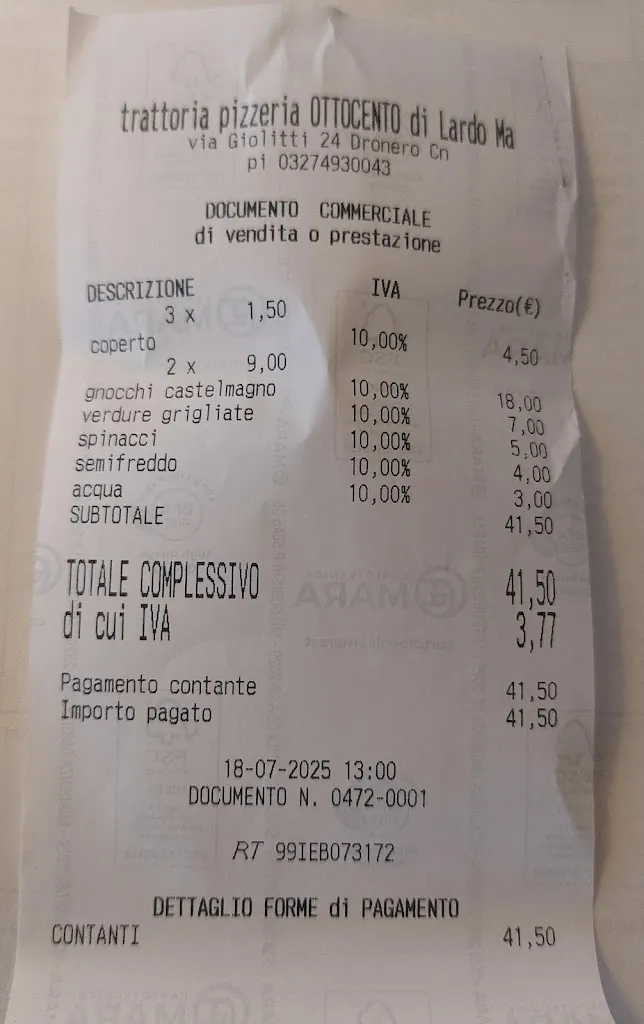 trattoria pizzeria OTTOCENTO di Lardo Ma
via Giolitti 24 Dronero Cn
pi 03274930043
DOCUMENTO COMMERCIALE
di vendita o prestazione
DESCRIZIONE IVA Prezzo(€)
3 x 1,50
coperto 10,00% 4,50
2 x 9,00
gnocchi castelmagno 10,00% 18,00
verdure grigliate 10,00% 7,00
spinacci 10,00% 5,00
semifreddo 10,00% 4,00
acqua 10,00% 3,00
SUBTOTALE 41,50
TOTALE COMPLESSIVO 41,50
di cui IVA 3,77
Pagamento contante 41,50
Importo pagato 41,50
18-07-2025 13:00
DOCUMENTO N. 0472-0001
RT 99IEB073172
DETTAGLIO FORME di PAGAMENTO
CONTANTI 41,50